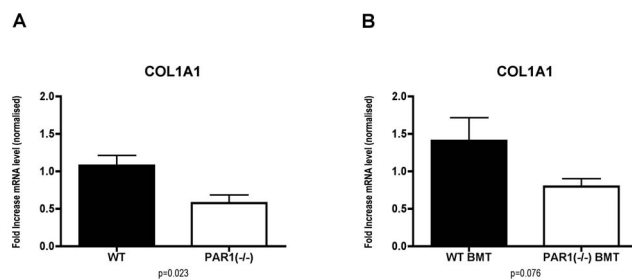 A
COL1A1
Fold Increase mRNA level (normalised)
2.0
1.5
1.0
0.5
0.0
WT
PAR1(-/-)
p=0.023
B
COL1A1
Fold Increase mRNA level (normalised)
2.0
1.5
1.0
0.5
0.0
WT BMT
PAR1(-/-) BMT
p=0.076